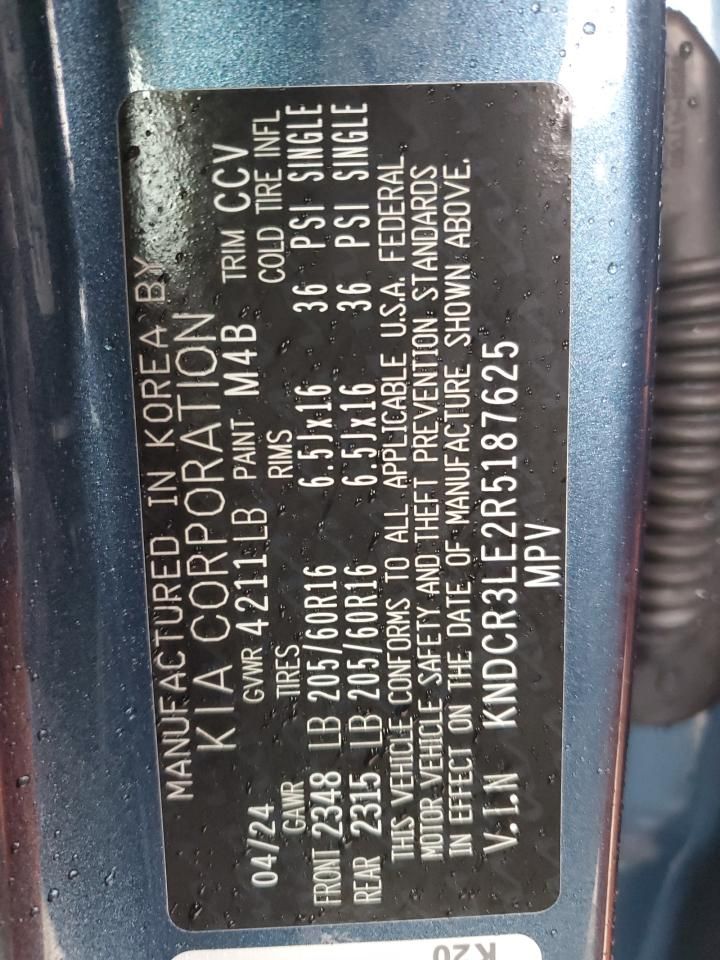 MANUFACTURED IN KOREA BY
KIA CORPORATION
04/24 GVWR 4211LB PAINT M4B TRIM CCV
GAWR TIRES RIMS COLD TIRE INFL
FRONT 2348 LB 205/60R16 6.5Jx16 36 PSI SINGLE
REAR 2315 LB 205/60R16 6.5Jx16 36 PSI SINGLE
THIS VEHICLE CONFORMS TO ALL APPLICABLE U.S.A. FEDERAL
MOTOR VEHICLE SAFETY AND THEFT PREVENTION STANDARDS
IN EFFECT ON THE DATE OF MANUFACTURE SHOWN ABOVE.
V.I.N KNDCR3LE2R5187625
MPV
K20